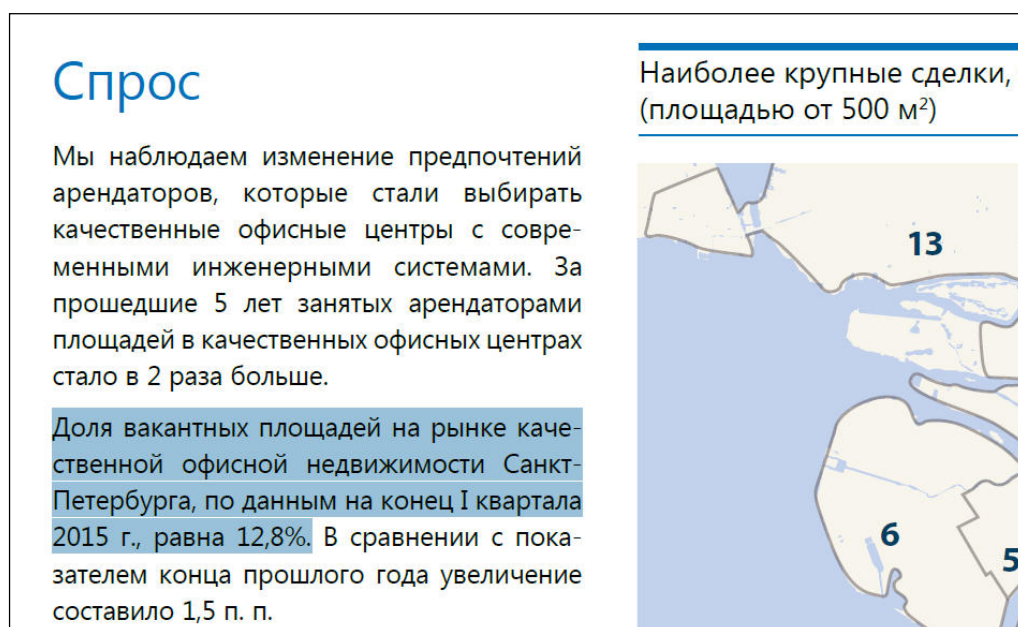 Спрос
Мы наблюдаем изменение предпочтений
арендаторов, которые стали выбирать
качественные офисные центры с совре-
менными инженерными системами. За
прошедшие 5 лет занятых арендаторами
площадей в качественных офисных центрах
стало в 2 раза больше.
Доля вакантных площадей на рынке каче-
ственной офисной недвижимости Санкт-
Петербурга, по данным на конец I квартала
2015 г., равна 12,8%. В сравнении с пока-
зателем конца прошлого года увеличение
составило 1,5 п. п.
Наиболее крупные сделки,
(площадью от 500 м²)
13
6
5